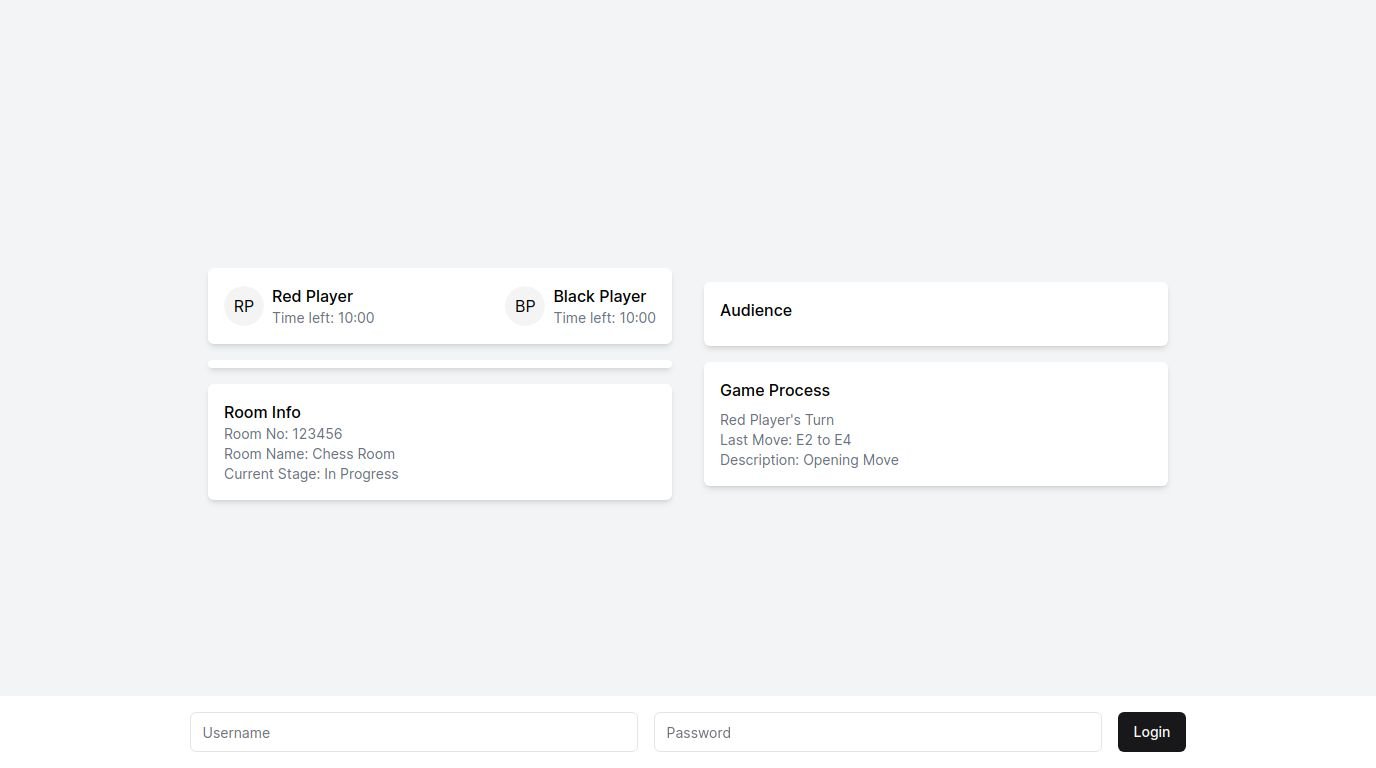 RP
Red Player
Time left: 10:00
BP
Black Player
Time left: 10:00
Room Info
Room No: 123456
Room Name: Chess Room
Current Stage: In Progress
Audience
Game Process
Red Player's Turn
Last Move: E2 to E4
Description: Opening Move
Username
Password
Login